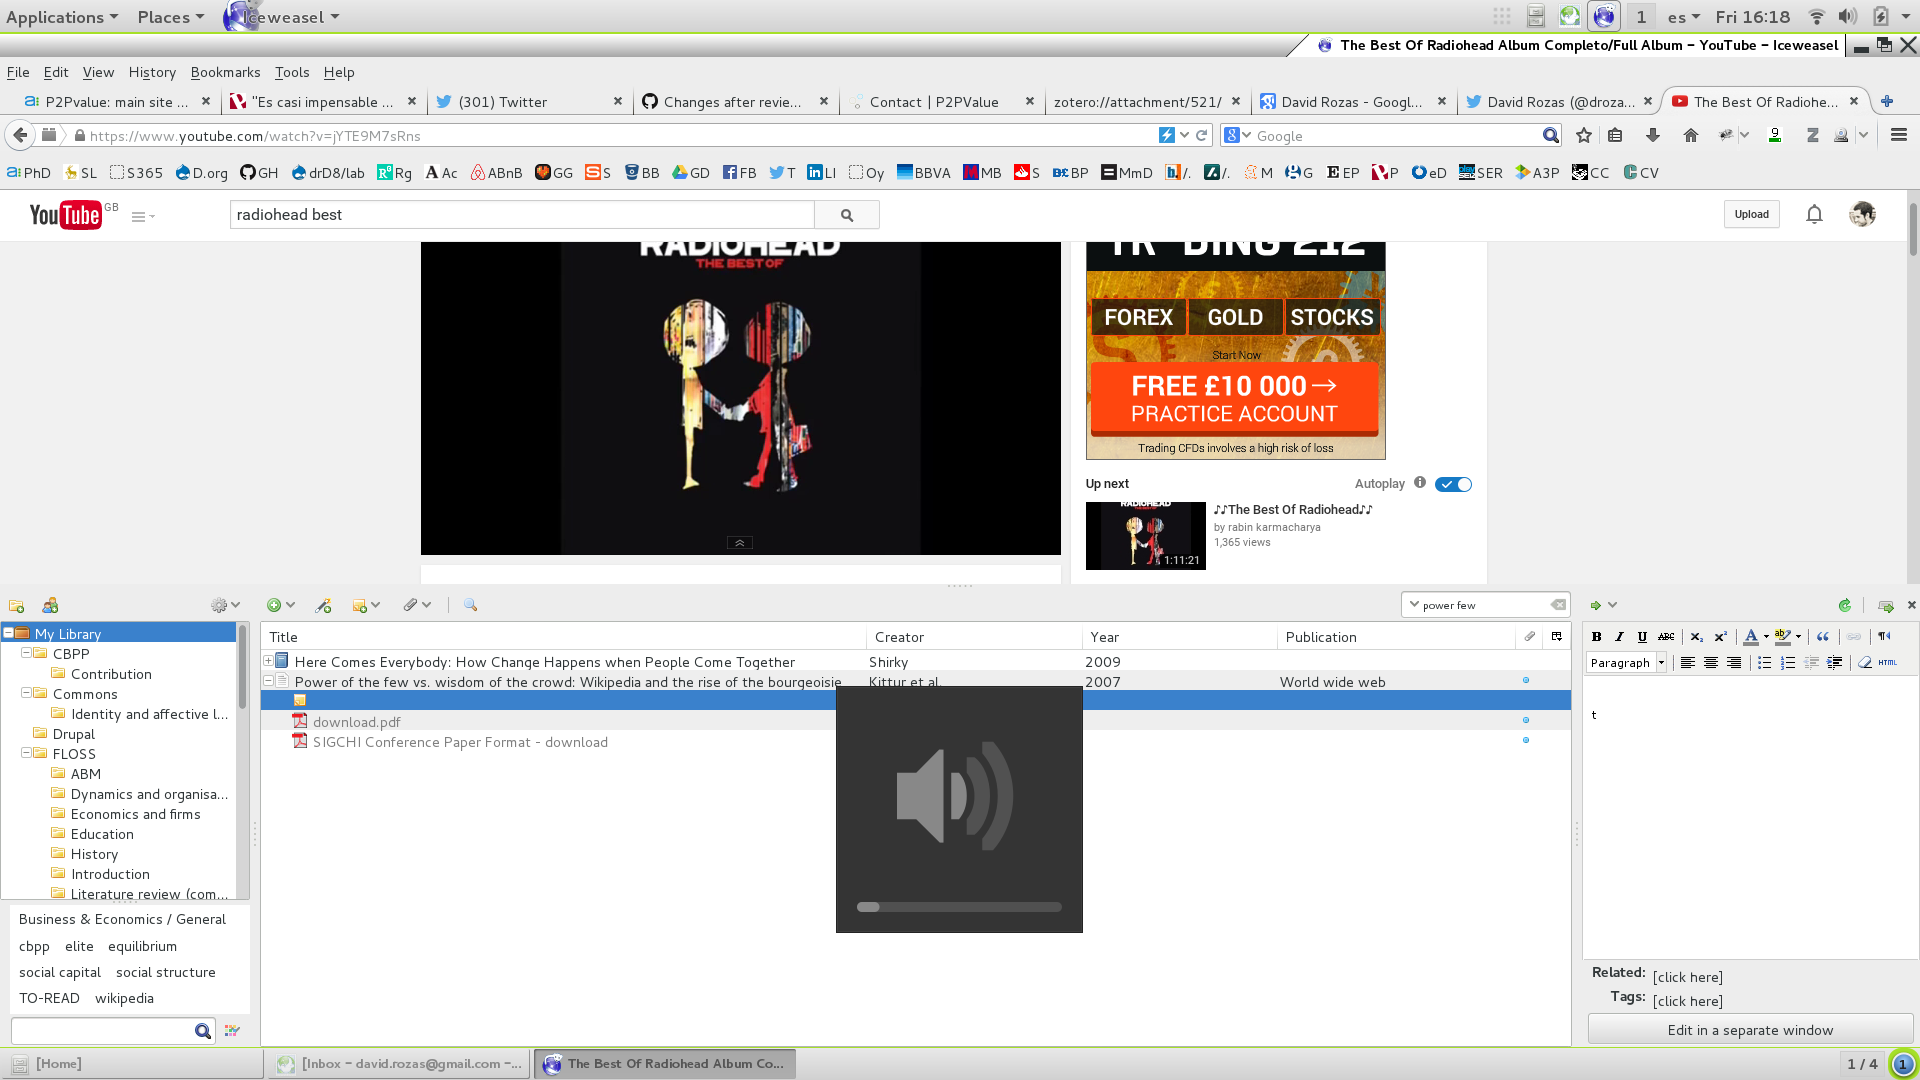 Applications Places Iceweasel 1 es Fri 16:18
The Best Of Radiohead Album Completo/Full Album – YouTube – Iceweasel
File Edit View History Bookmarks Tools Help
P2Pvalue: main site ... "Es casi impensable ... (301) Twitter Changes after revie... Contact | P2PValue zotero://attachment/521/ David Rozas - Googl... David Rozas (@droza... The Best Of Radiohe...
https://www.youtube.com/watch?v=jYTE9M7sRns Google 9
PhD SL S365 D.org GH drD8/lab Rg Ac ABnB GG S BB GD FB T LI Oy BBVA MB S BP MmD /. /. M G EP P eD SER A3P CC CV
YouTube GB radiohead best Upload
RADIOHEAD
THE BEST OF
FOREX GOLD STOCKS
Start Now
FREE £10 000
PRACTICE ACCOUNT
Trading CFDs involves a high risk of loss
Up next Autoplay
♪♪The Best Of Radiohead♪♪
by rabin karmacharya
1,365 views
1:11:21
power few
My Library
CBPP
Contribution
Commons
Identity and affective l...
Drupal
FLOSS
ABM
Dynamics and organisa...
Economics and firms
Education
History
Introduction
Literature review (com...
Business & Economics / General
cbpp elite equilibrium
social capital social structure
TO-READ wikipedia
Title Creator Year Publication
Here Comes Everybody: How Change Happens when People Come Together Shirky 2009
Power of the few vs. wisdom of the crowd: Wikipedia and the rise of the bourgeoisie Kittur et al. 2007 World wide web
download.pdf
SIGCHI Conference Paper Format - download
B I U ABC X₂ X² A ab
Paragraph HTML
t
Related: [click here]
Tags: [click here]
Edit in a separate window
[Home] [Inbox – david.rozas@gmail.com –... The Best Of Radiohead Album Co... 1 / 4 1